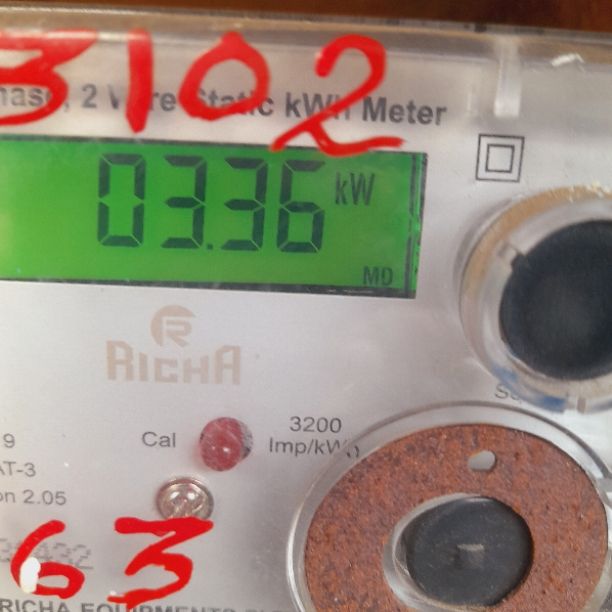 3102
2 Wire Static kWh Meter
03.36 kW
MD
RICHA
Cal
3200
Imp/kWh
9
AT-3
on 2.05
63
RICHA EQUIPMENTS